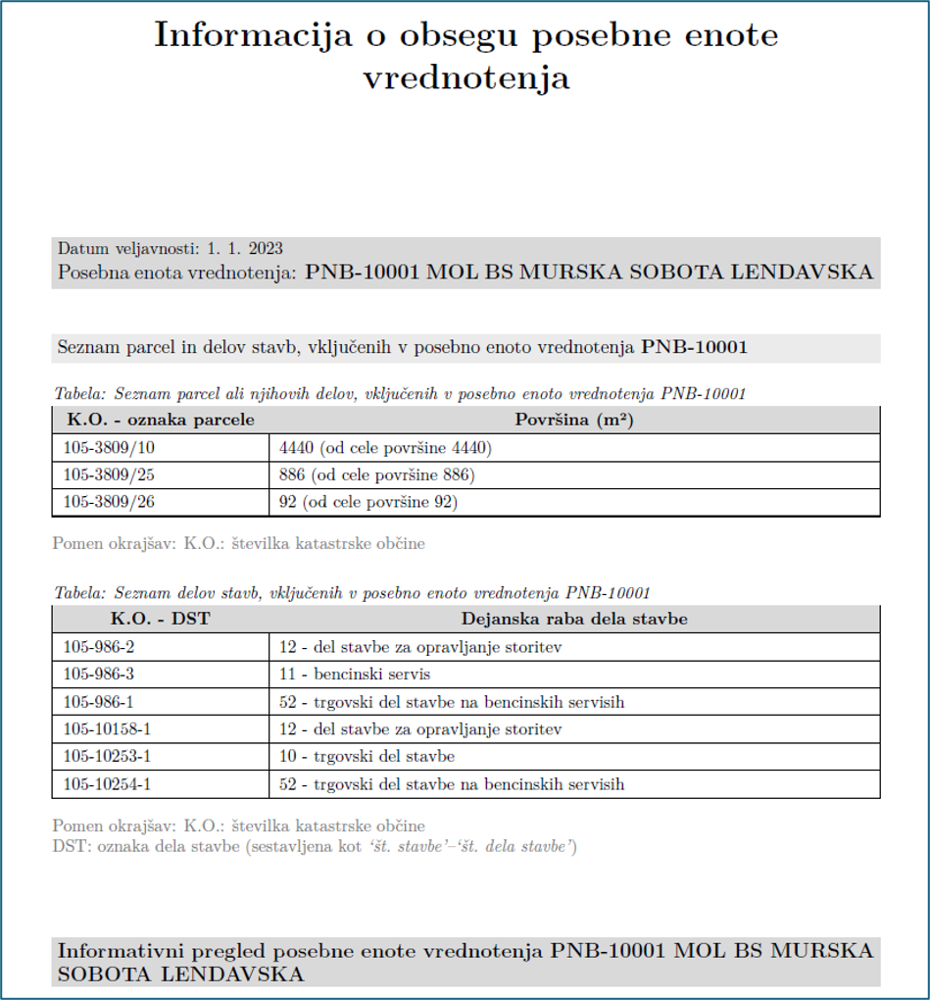 Informacija o obsegu posebne enote
vrednotenja
Datum veljavnosti: 1. 1. 2023
Posebna enota vrednotenja: PNB-10001 MOL BS MURSKA SOBOTA LENDAVSKA
Seznam parcel in delov stavb, vključenih v posebno enoto vrednotenja PNB-10001
Tabela: Seznam parcel ali njihovih delov, vključenih v posebno enoto vrednotenja PNB-10001
K.O. - oznaka parcele Površina (m²)
105-3809/10 4440 (od cele površine 4440)
105-3809/25 886 (od cele površine 886)
105-3809/26 92 (od cele površine 92)
Pomen okrajšav: K.O.: številka katastrske občine
Tabela: Seznam delov stavb, vključenih v posebno enoto vrednotenja PNB-10001
K.O. - DST Dejanska raba dela stavbe
105-986-2 12 - del stavbe za opravljanje storitev
105-986-3 11 - bencinski servis
105-986-1 52 - trgovski del stavbe na bencinskih servisih
105-10158-1 12 - del stavbe za opravljanje storitev
105-10253-1 10 - trgovski del stavbe
105-10254-1 52 - trgovski del stavbe na bencinskih servisih
Pomen okrajšav: K.O.: številka katastrske občine
DST: oznaka dela stavbe (sestavljena kot ‘št. stavbe’–‘št. dela stavbe’)
Informativni pregled posebne enote vrednotenja PNB-10001 MOL BS MURSKA
SOBOTA LENDAVSKA